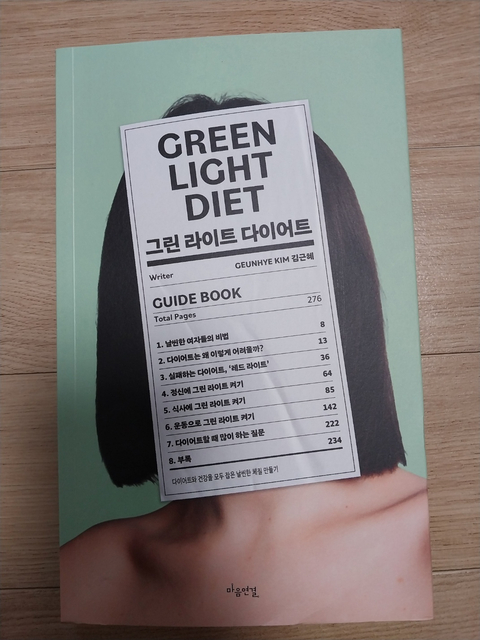 GREEN
LIGHT
DIET
그린 라이트 다이어트
Writer GEUNHYE KIM 김근혜
GUIDE BOOK
Total Pages 276
1. 날씬한 여자들의 비법 8
2. 다이어트는 왜 이렇게 어려울까? 13
3. 실패하는 다이어트, '레드 라이트' 36
4. 정신에 그린 라이트 켜기 64
5. 식사에 그린 라이트 켜기 85
6. 운동으로 그린 라이트 켜기 142
7. 다이어트할 때 많이 하는 질문 222
8. 부록 234
다이어트와 건강을 모두 잡은 날씬한 체질 만들기
마음연결